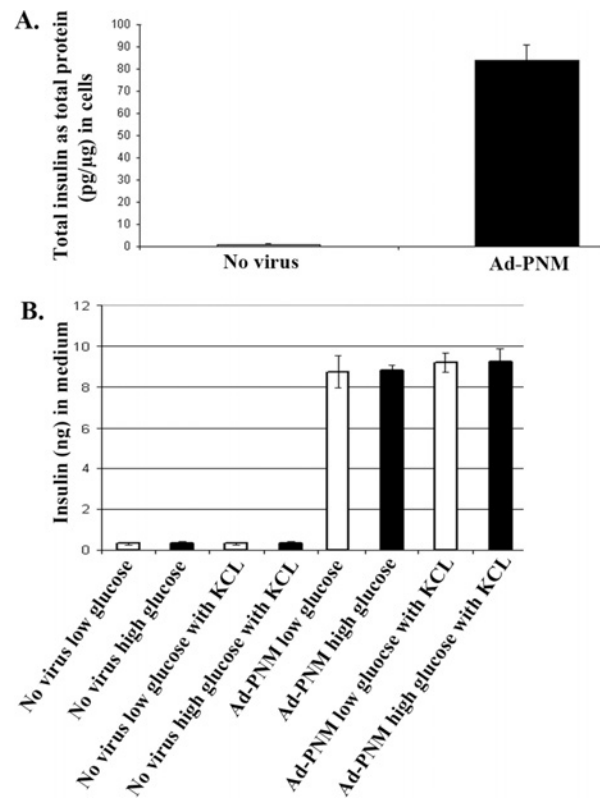 A.
Total insulin as total protein
(pg/µg) in cells
100
90
80
70
60
50
40
30
20
10
0
No virus
Ad-PNM
B.
Insulin (ng) in medium
12
10
8
6
4
2
0
No virus low glucose
No virus high glucose
No virus low glucose with KCL
No virus high glucose with KCL
Ad-PNM low glucose
Ad-PNM high glucose
Ad-PNM low gluocse with KCL
Ad-PNM high glucose with KCL